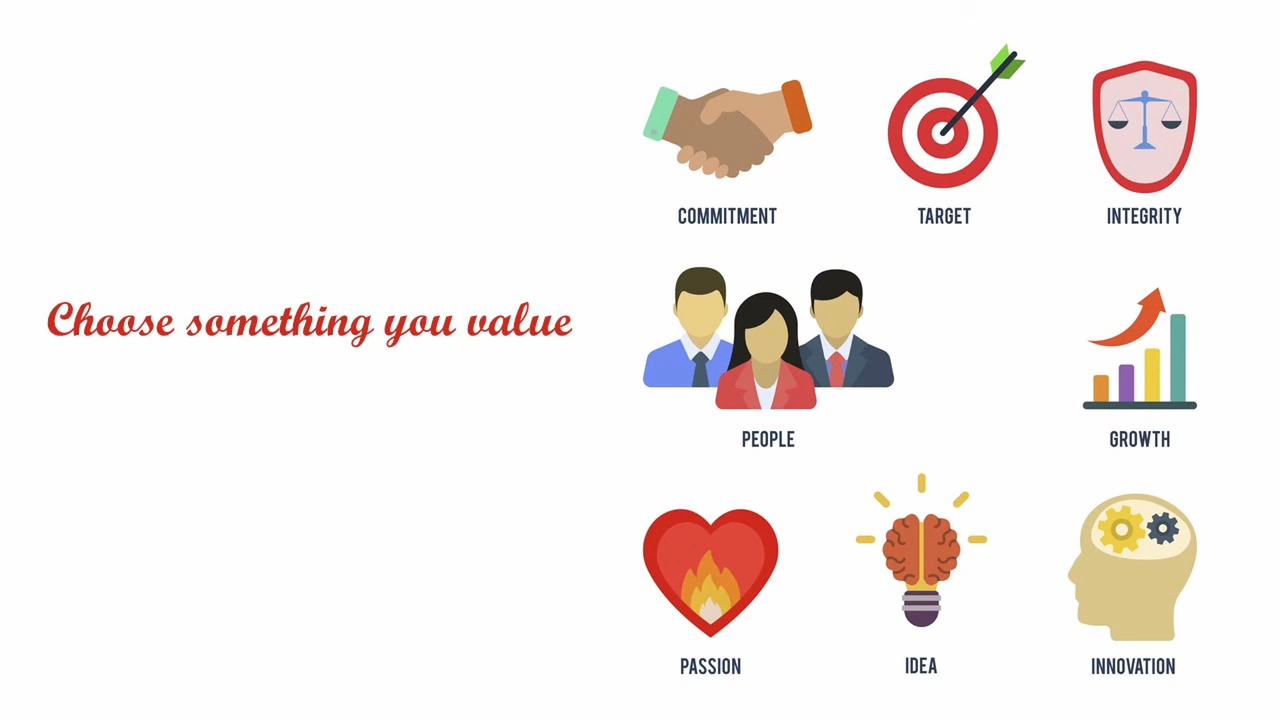 Choose something you value
COMMITMENT
TARGET
INTEGRITY
PEOPLE
GROWTH
PASSION
IDEA
INNOVATION